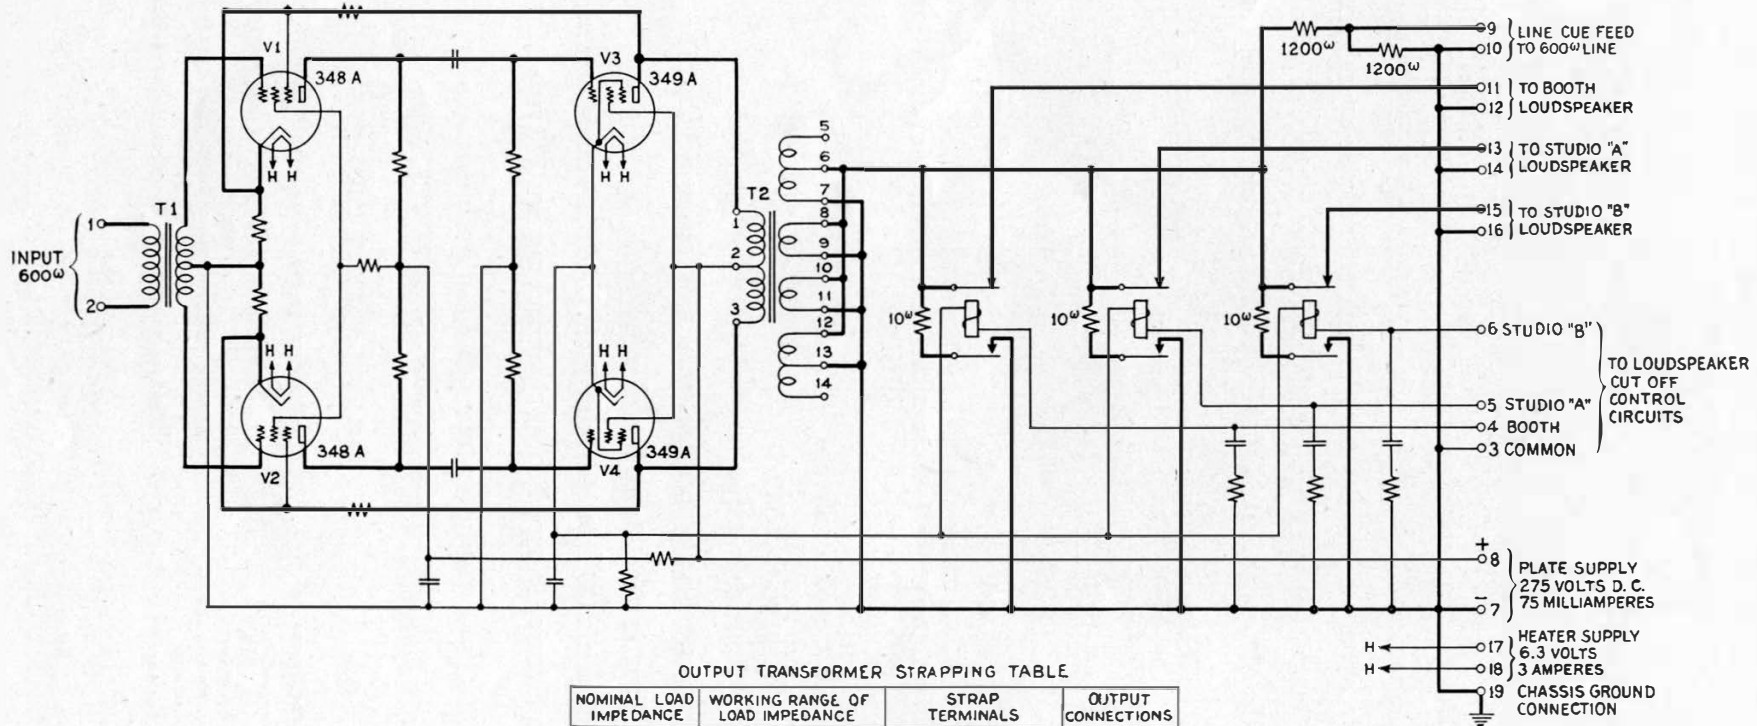 V1
348 A
V3
349 A
T1
INPUT
600ω
1
2
V2
348 A
V4
349A
H H
H H
H H
H H
T2
1
2
3
5
6
7
8
9
10
11
12
13
14
10ω
10ω
10ω
1200ω
1200ω
9 LINE CUE FEED
10 TO 600ω LINE
11 TO BOOTH
12 LOUDSPEAKER
13 TO STUDIO "A"
14 LOUDSPEAKER
15 TO STUDIO "B"
16 LOUDSPEAKER
6 STUDIO "B"
5 STUDIO "A"
4 BOOTH
3 COMMON
TO LOUDSPEAKER
CUT OFF
CONTROL
CIRCUITS
+
8
−
7
PLATE SUPPLY
275 VOLTS D. C.
75 MILLIAMPERES
H 17 HEATER SUPPLY
6.3 VOLTS
H 18 3 AMPERES
19 CHASSIS GROUND
CONNECTION
OUTPUT TRANSFORMER STRAPPING TABLE
NOMINAL LOAD
IMPEDANCE
WORKING RANGE OF
LOAD IMPEDANCE
STRAP
TERMINALS
OUTPUT
CONNECTIONS